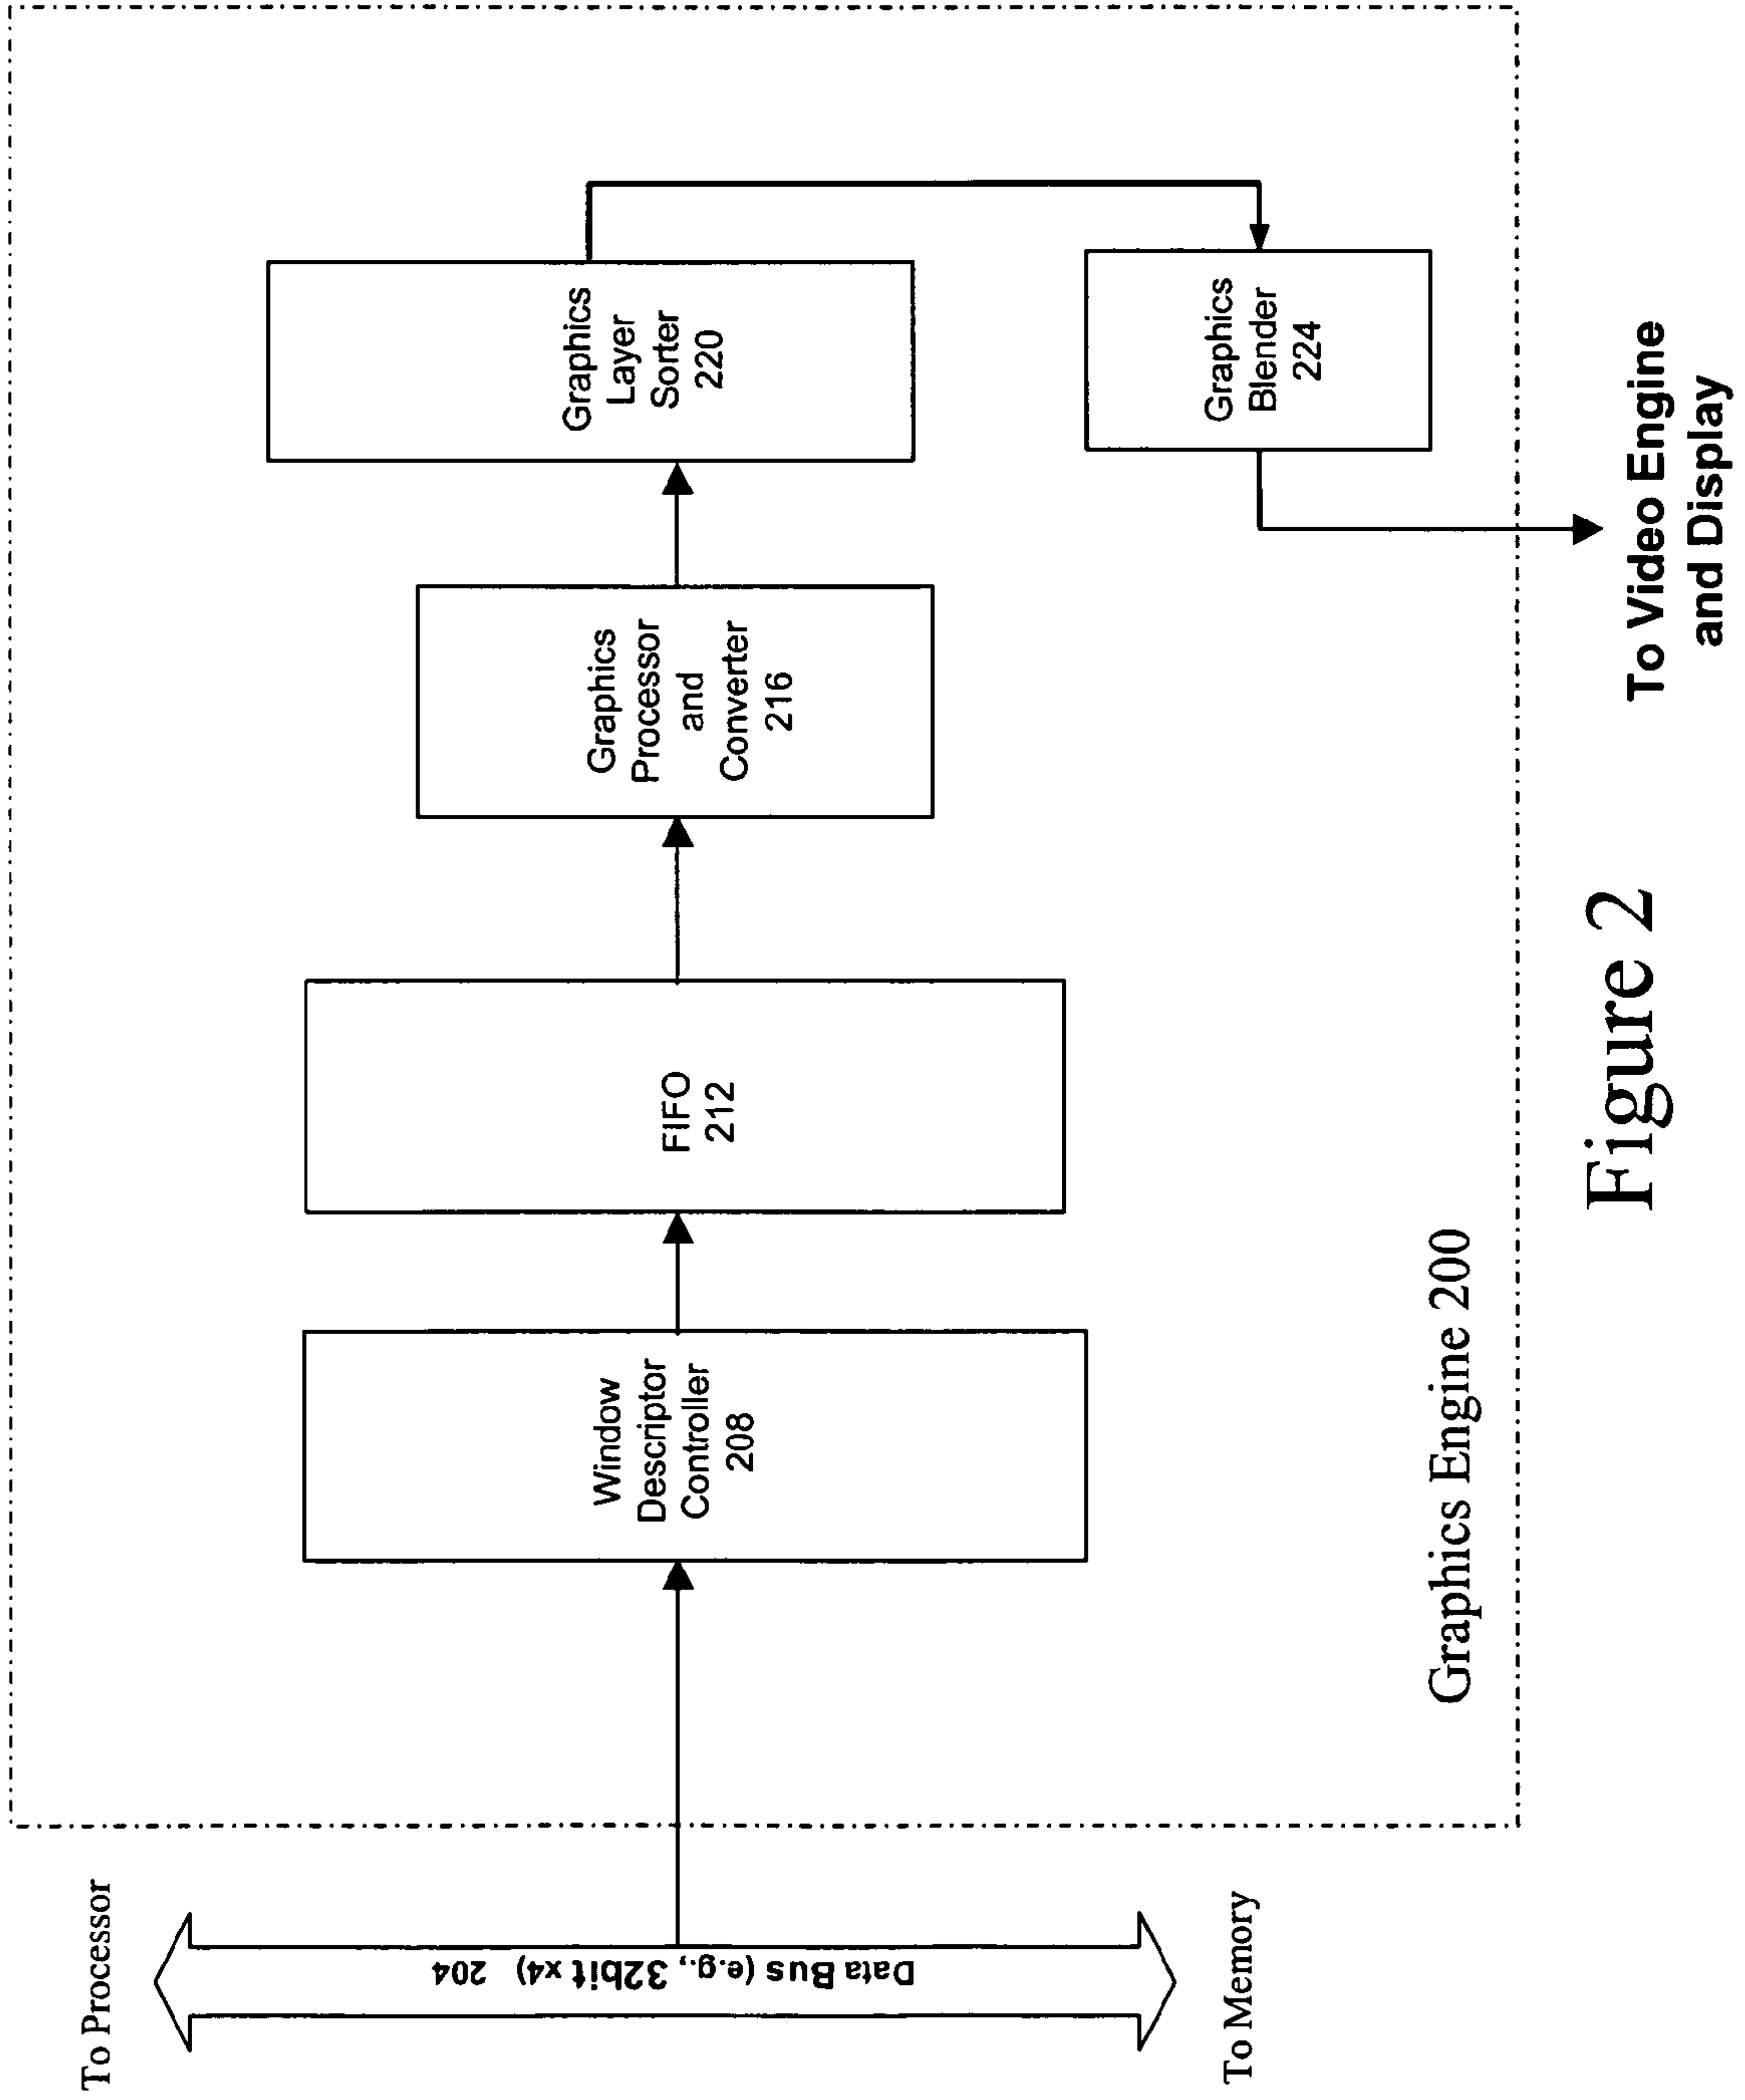 To Processor
Data Bus (e.g., 32bit x4) 204
To Memory
Window
Descriptor
Controller
208
FIFO
212
Graphics
Processor
and
Converter
216
Graphics
Layer
Sorter
220
Graphics
Blender
224
Graphics Engine 200
To Video Engine
and Display
Figure 2